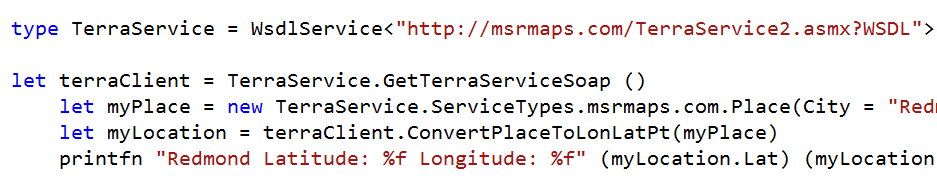 type TerraService = WsdlService<"http://msrmaps.com/TerraService2.asmx?WSDL">
let terraClient = TerraService.GetTerraServiceSoap ()
let myPlace = new TerraService.ServiceTypes.msrmaps.com.Place(City = "Redm
let myLocation = terraClient.ConvertPlaceToLonLatPt(myPlace)
printfn "Redmond Latitude: %f Longitude: %f" (myLocation.Lat) (myLocation